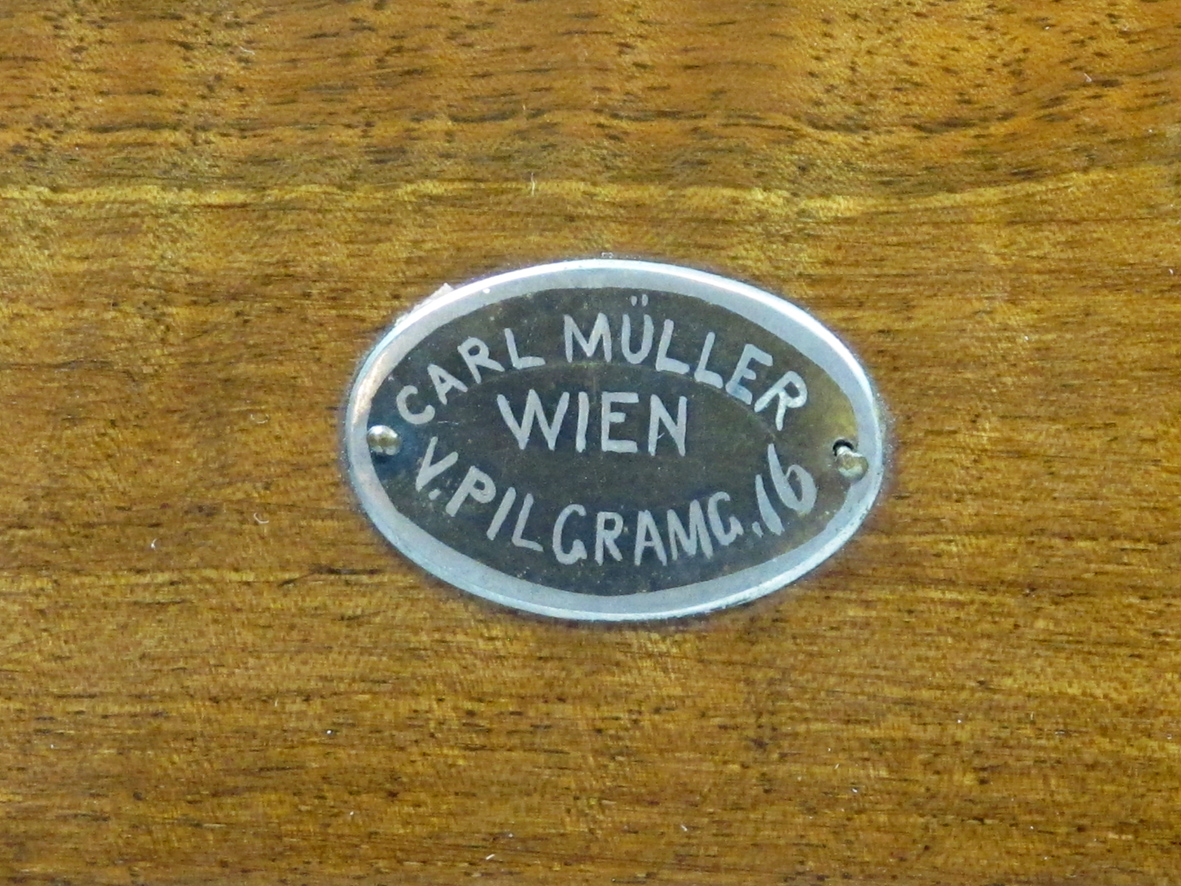 CARL MÜLLER
WIEN
V. PILGRAMG. 16